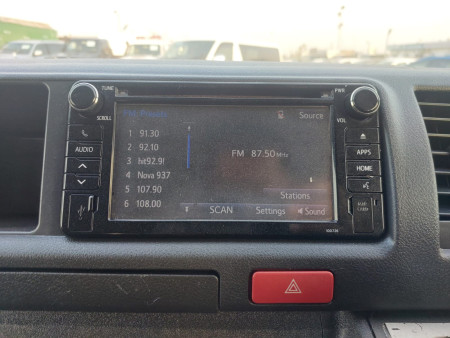 TUNE
SCROLL
PWR
VOL
AUDIO
APPS
HOME
Source
1 91.30
2 92.10
3 hit92.9!
4 Nova 937
5 107.90
6 108.00
FM 87.50 MHz
Stations
SCAN
Settings
Sound